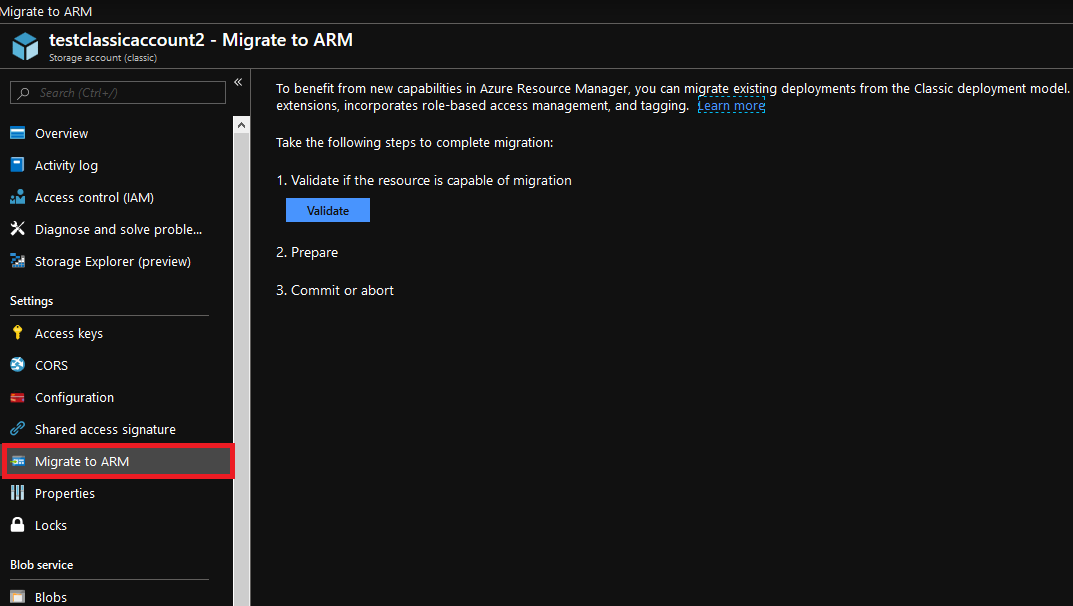 Migrate to ARM
testclassicaccount2 - Migrate to ARM
Storage account (classic)
Search (Ctrl+/)
«
Overview
Activity log
Access control (IAM)
Diagnose and solve proble...
Storage Explorer (preview)
Settings
Access keys
CORS
Configuration
Shared access signature
Migrate to ARM
Properties
Locks
Blob service
Blobs
To benefit from new capabilities in Azure Resource Manager, you can migrate existing deployments from the Classic deployment model.
extensions, incorporates role-based access management, and tagging. Learn more
Take the following steps to complete migration:
1. Validate if the resource is capable of migration
Validate
2. Prepare
3. Commit or abort